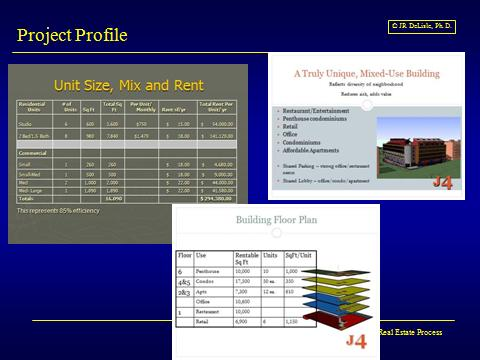 Project Profile
© JR DeLisle, Ph.D.
Unit Size, Mix and Rent
Residential Units # of Units Sq Ft Total Sq Ft Per Unit/ Monthly Rent sf/yr Total Rent Per Unit/ yr
Studio 6 600 3,600 $750 $ 15.00 $ 54,000.00
2 Bed/1.5 Bath 8 980 7,840 $1,479 $ 18.00 $ 141,120.00
Commercial
Small 1 260 260 $ 18.00 $ 4,680.00
Small-Med 1 500 500 $ 18.00 $ 9,000.00
Med 2 1,000 2,000 $ 22.00 $ 44,000.00
Med- Large 1 1,890 1,890 $ 22.00 $ 41,580.00
Totals 16,090 $ 294,380.00
This represents 85% efficiency
A Truly Unique, Mixed-Use Building
Reflects diversity of neighborhood
Reduces risk, adds value
• Restaurant/Entertainment
• Penthouse condominiums
• Retail
• Office
• Condominiums
• Affordable Apartments
• Shared Parking – strong office/restaurant
• Shared Lobby – office/condo/apartment
J4
Building Floor Plan
Floor Use Rentable Sq Ft Units SqFt/Unit
6 Penthouse 10,000 10 1,000
4&5 Condos 17,500 50 ea. 350
2&3 Apts 7,300 12 ea. 610
Office 10,600
1 Restaurant 10,000
Retail 6,900 6 1,150
J4
Real Estate Process